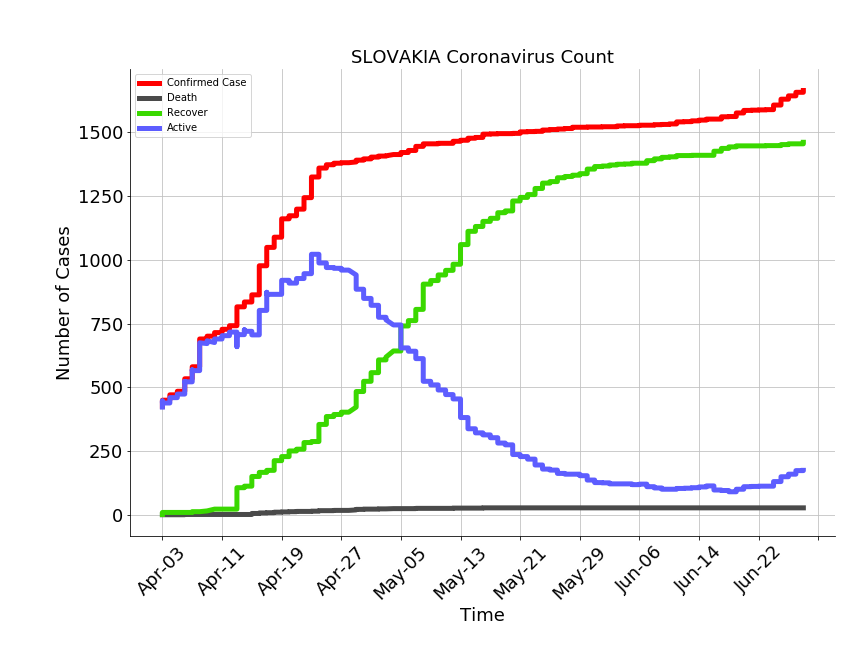 SLOVAKIA Coronavirus Count
Confirmed Case
Death
Recover
Active
Number of Cases
1500
1250
1000
750
500
250
0
Apr-03
Apr-11
Apr-19
Apr-27
May-05
May-13
May-21
May-29
Jun-06
Jun-14
Jun-22
Time